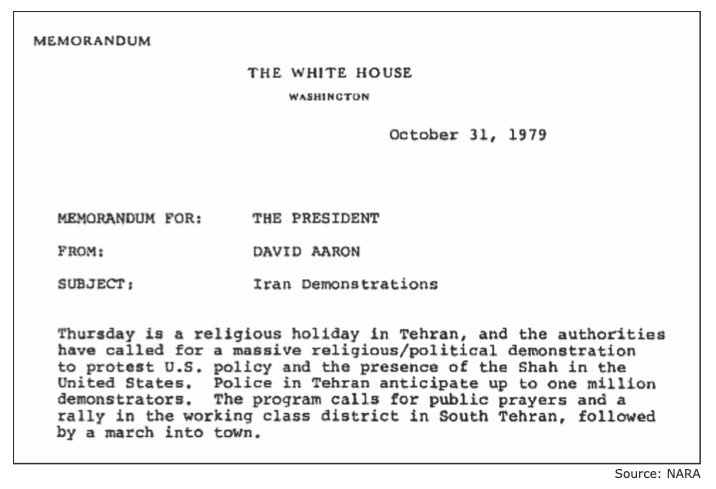 MEMORANDUM
THE WHITE HOUSE
WASHINGTON
October 31, 1979
MEMORANDUM FOR: THE PRESIDENT
FROM: DAVID AARON
SUBJECT: Iran Demonstrations
Thursday is a religious holiday in Tehran, and the authorities
have called for a massive religious/political demonstration
to protest U.S. policy and the presence of the Shah in the
United States. Police in Tehran anticipate up to one million
demonstrators. The program calls for public prayers and a
rally in the working class district in South Tehran, followed
by a march into town.
Source: NARA